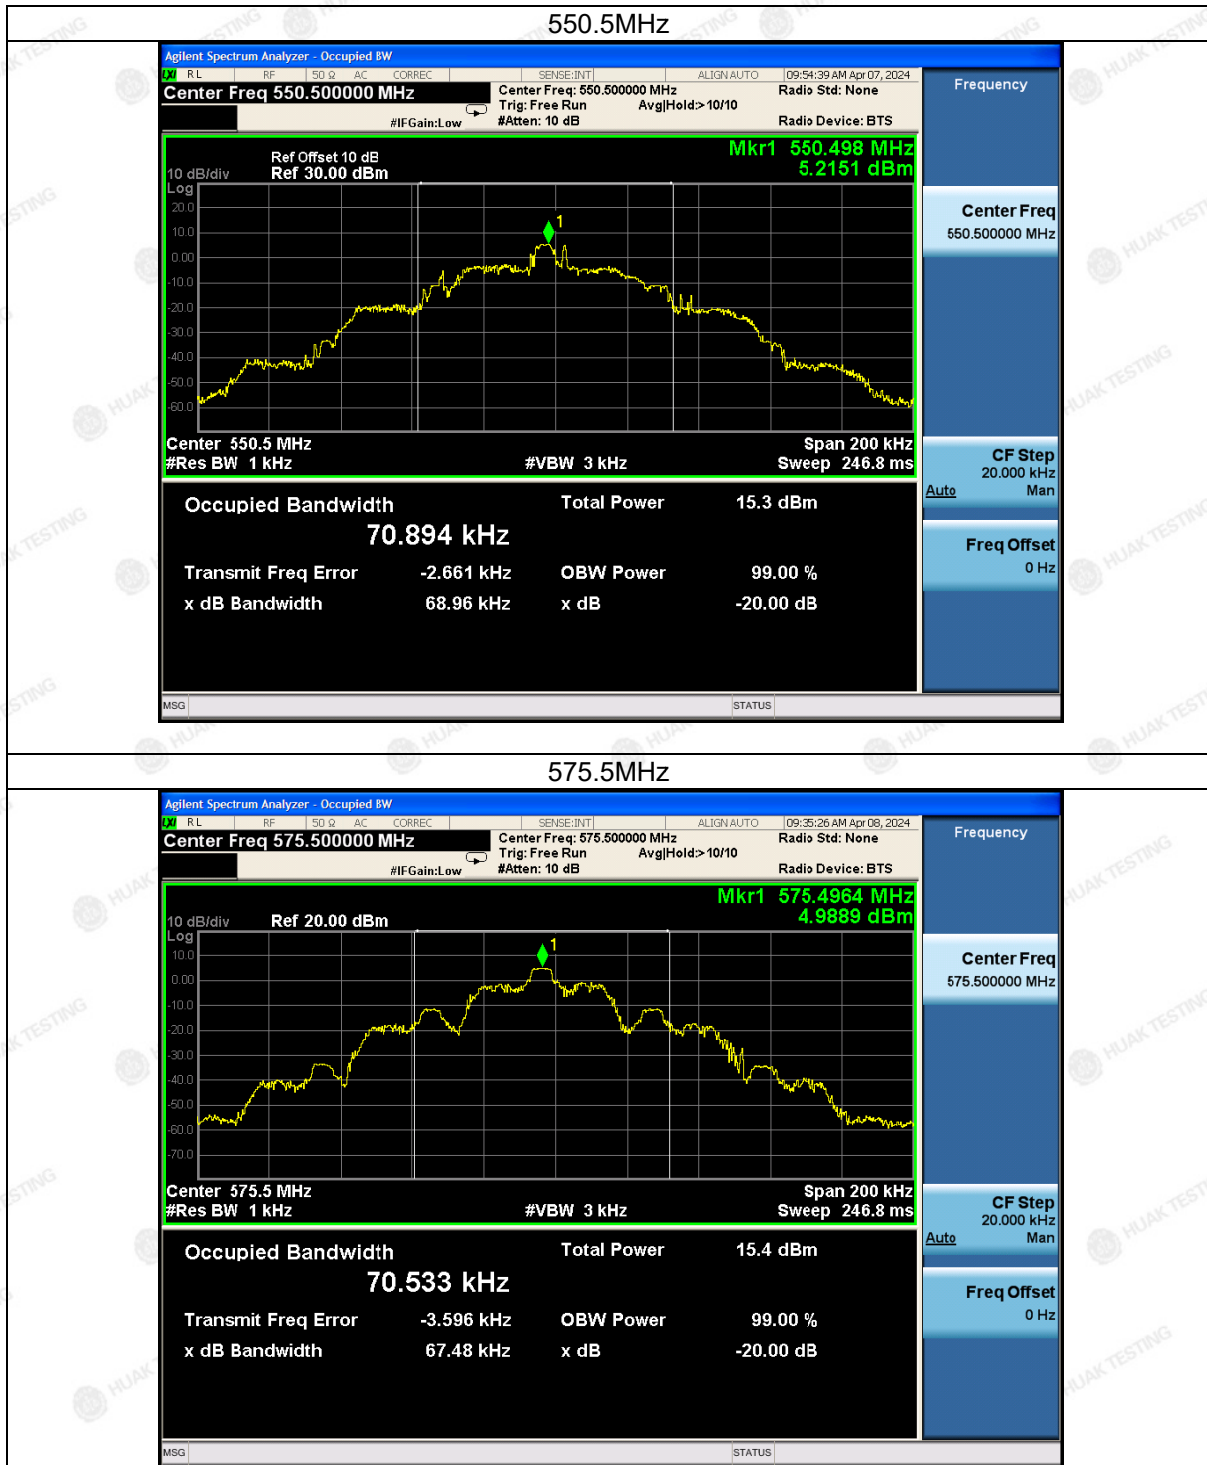 550.5MHz
Agilent Spectrum Analyzer - Occupied BW
LXI RL RF 50 Ω AC CORREC SENSE:INT ALIGN AUTO 09:54:39 AM Apr 07, 2024
Center Freq 550.500000 MHz
Center Freq: 550.500000 MHz
Radio Std: None
Trig: Free Run Avg|Hold:>10/10
#IFGain:Low
#Atten: 10 dB
Radio Device: BTS
Frequency
Mkr1 550.498 MHz
5.2151 dBm
Ref Offset 10 dB
10 dB/div Ref 30.00 dBm
Log
20.0
10.0
0.00
-10.0
-20.0
-30.0
-40.0
-50.0
-60.0
1
Center 550.5 MHz Span 200 kHz
#Res BW 1 kHz #VBW 3 kHz Sweep 246.8 ms
Center Freq
550.500000 MHz
CF Step
20.000 kHz
Auto Man
Freq Offset
0 Hz
Occupied Bandwidth Total Power 15.3 dBm
70.894 kHz
Transmit Freq Error -2.661 kHz OBW Power 99.00 %
x dB Bandwidth 68.96 kHz x dB -20.00 dB
MSG STATUS
575.5MHz
Agilent Spectrum Analyzer - Occupied BW
LXI RL RF 50 Ω AC CORREC SENSE:INT ALIGN AUTO 09:35:26 AM Apr 08, 2024
Center Freq 575.500000 MHz
Center Freq: 575.500000 MHz
Radio Std: None
Trig: Free Run Avg|Hold:>10/10
#IFGain:Low
#Atten: 10 dB
Radio Device: BTS
Frequency
Mkr1 575.4964 MHz
4.9889 dBm
10 dB/div Ref 20.00 dBm
Log
10.0
0.00
-10.0
-20.0
-30.0
-40.0
-50.0
-60.0
-70.0
1
Center 575.5 MHz Span 200 kHz
#Res BW 1 kHz #VBW 3 kHz Sweep 246.8 ms
Center Freq
575.500000 MHz
CF Step
20.000 kHz
Auto Man
Freq Offset
0 Hz
Occupied Bandwidth Total Power 15.4 dBm
70.533 kHz
Transmit Freq Error -3.596 kHz OBW Power 99.00 %
x dB Bandwidth 67.48 kHz x dB -20.00 dB
MSG STATUS
HUAK TESTING